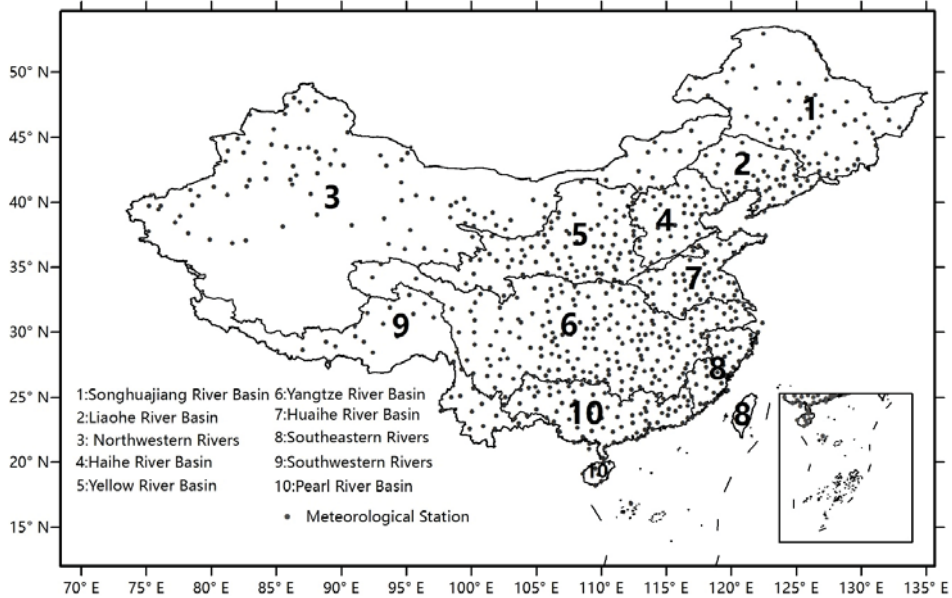 50° N
45° N
40° N
35° N
30° N
25° N
20° N
15° N
1
2
3
4
5
7
9
6
8
10
8
10
1:Songhuajiang River Basin 6:Yangtze River Basin
2:Liaohe River Basin 7:Huaihe River Basin
3: Northwestern Rivers 8:Southeastern Rivers
4:Haihe River Basin 9:Southwestern Rivers
5:Yellow River Basin 10:Pearl River Basin
Meteorological Station
70° E 75° E 80° E 85° E 90° E 95° E 100° E 105° E 110° E 115° E 120° E 125° E 130° E 135° E